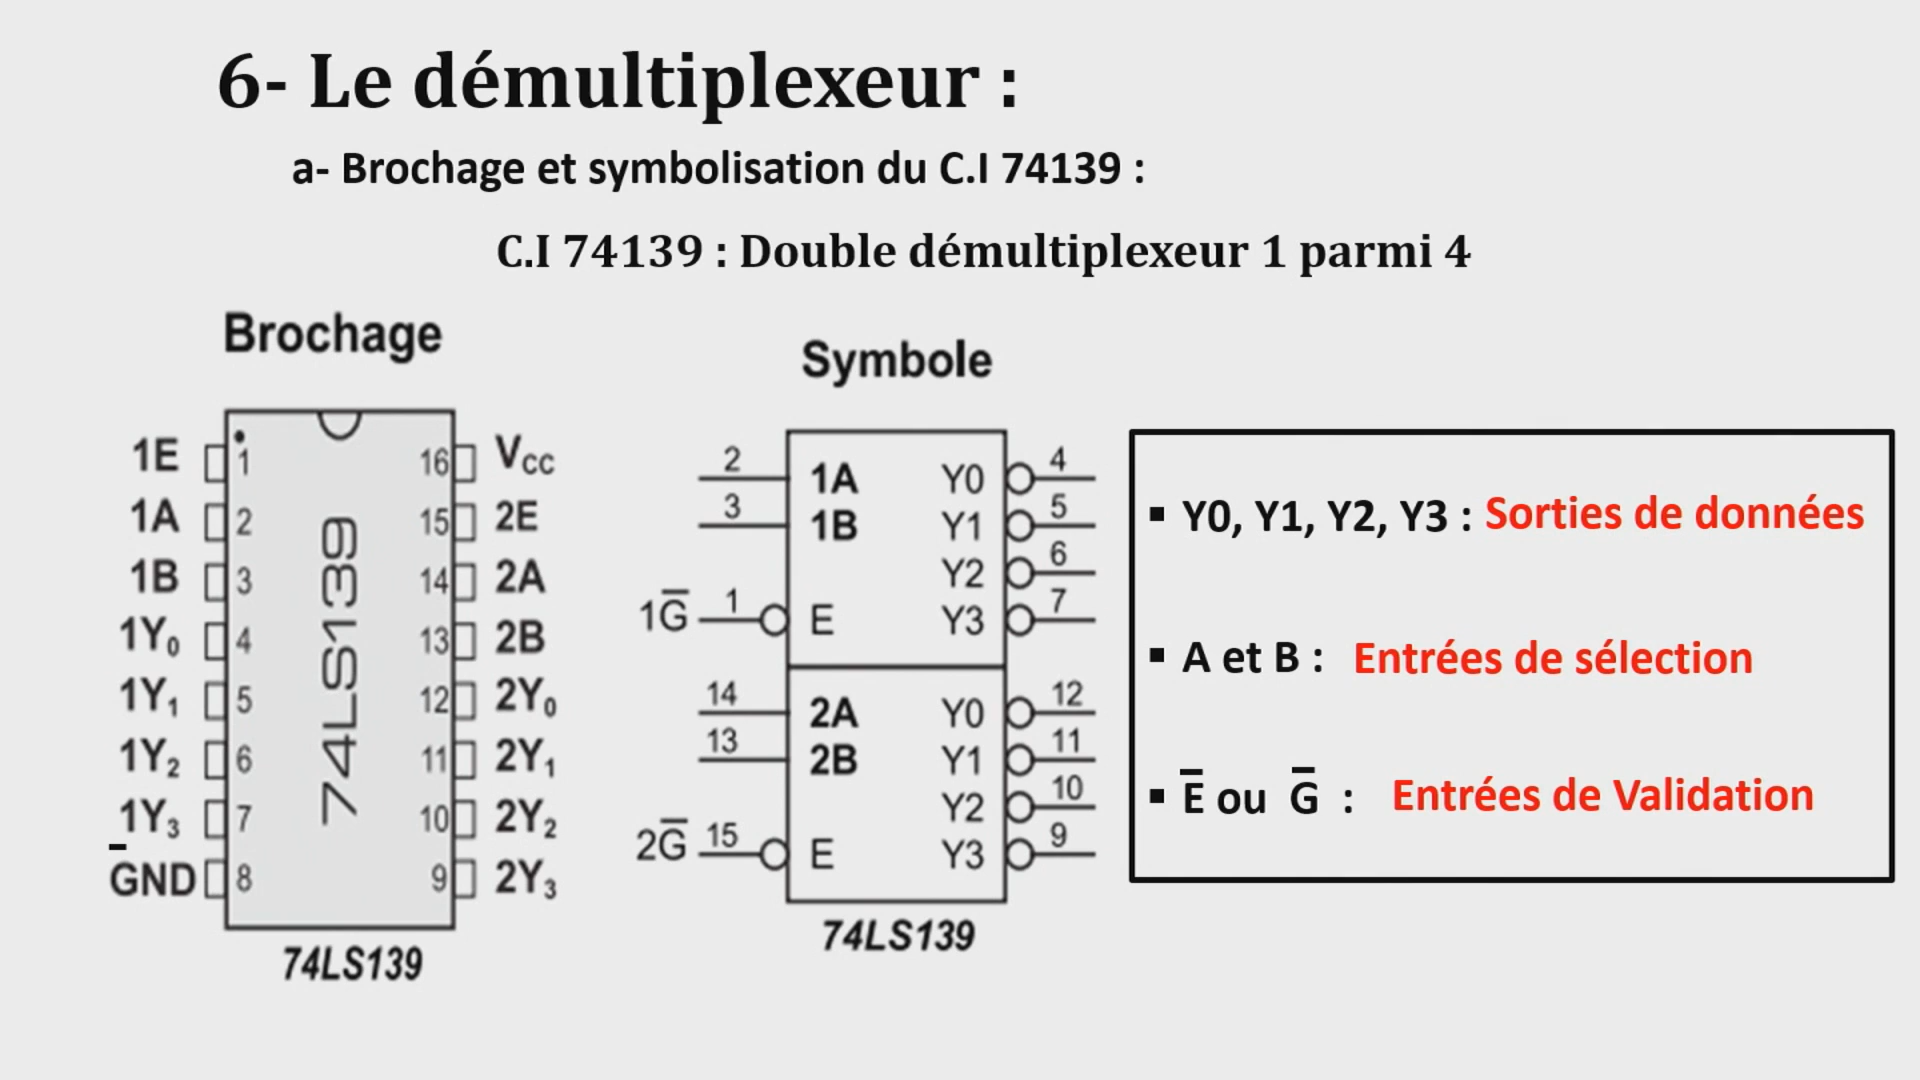 6- Le démultiplexeur :
a- Brochage et symbolisation du C.I 74139 :
C.I 74139 : Double démultiplexeur 1 parmi 4
Brochage
1E 1 16 Vcc
1A 2 15 2E
1B 3 14 2A
1Y₀ 4 13 2B
1Y₁ 5 12 2Y₀
1Y₂ 6 11 2Y₁
1Y₃ 7 10 2Y₂
G̅ND 8 9 2Y₃
74LS139
74LS139
Symbole
2 1A Y0 4
3 1B Y1 5
Y2 6
1G̅ 1 E Y3 7
14 2A Y0 12
13 2B Y1 11
Y2 10
2G̅ 15 E Y3 9
74LS139
▪ Y0, Y1, Y2, Y3 : Sorties de données
▪ A et B : Entrées de sélection
▪ E̅ ou G̅ : Entrées de Validation